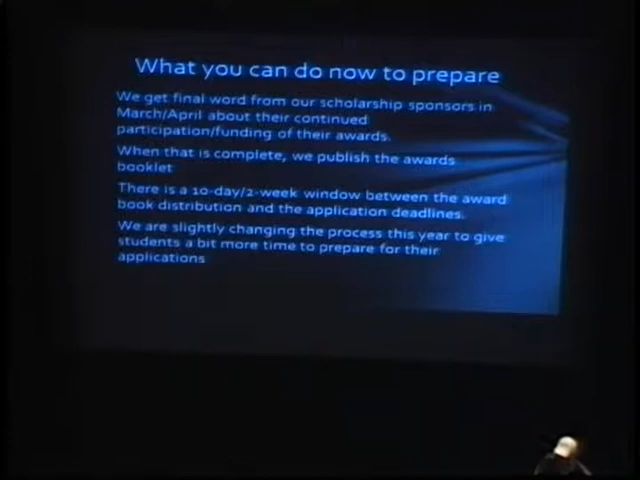 What you can do now to prepare
We get final word from our scholarship sponsors in
March/April about their continued
participation/funding of their awards.
When that is complete, we publish the awards
booklet
There is a 10-day/2-week window between the award
book distribution and the application deadlines.
We are slightly changing the process this year to give
students a bit more time to prepare for their
applications